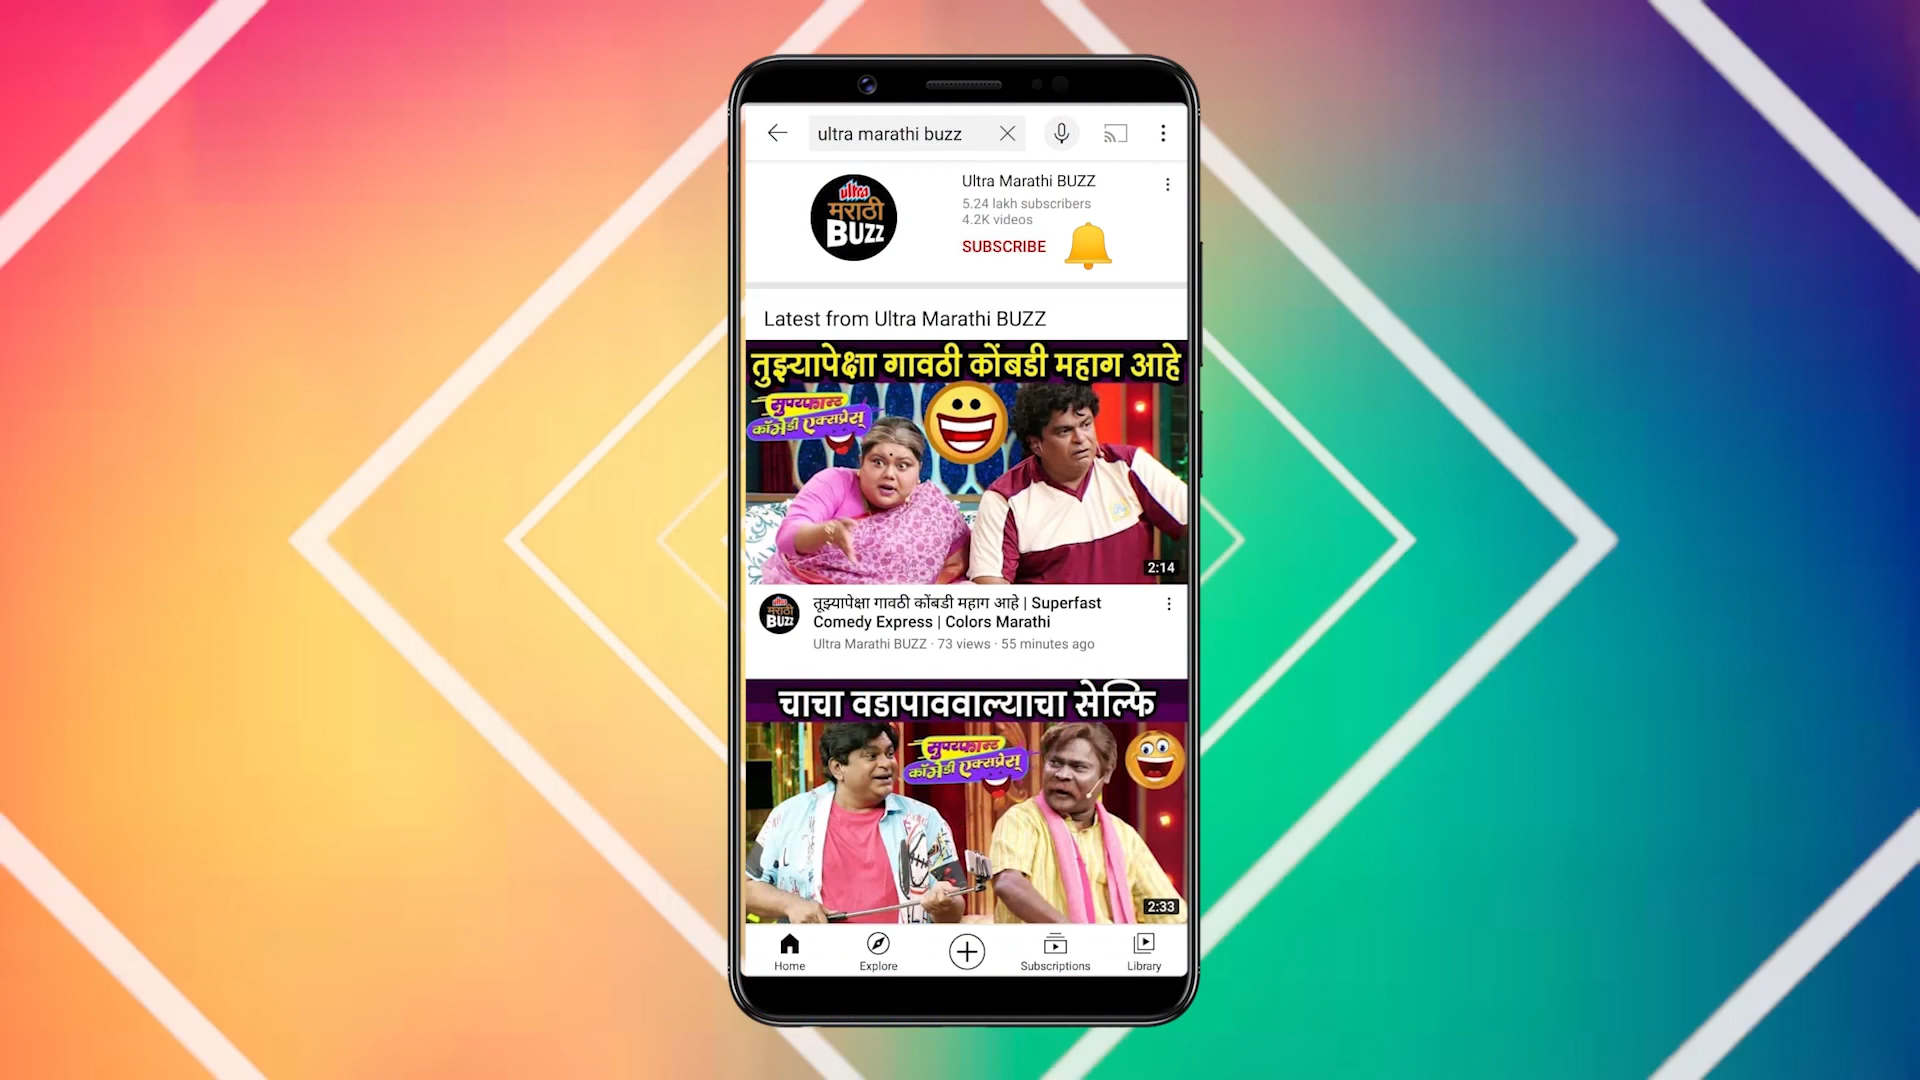 ultra marathi buzz
ultra
मराठी
BUZZ
Ultra Marathi BUZZ
5.24 lakh subscribers
4.2K videos
SUBSCRIBE
Latest from Ultra Marathi BUZZ
तुझ्यापेक्षा गावठी कोंबडी महाग आहे
सुपरफास्ट
कॉमेडी एक्सप्रेस्
2:14
ultra
मराठी
BUZZ
तूझ्यापेक्षा गावठी कोंबडी महाग आहे | Superfast
Comedy Express | Colors Marathi
Ultra Marathi BUZZ · 73 views · 55 minutes ago
चाचा वडापाववाल्याचा सेल्फि
सुपरफास्ट
कॉमेडी एक्सप्रेस्
2:33
Home
Explore
Subscriptions
Library